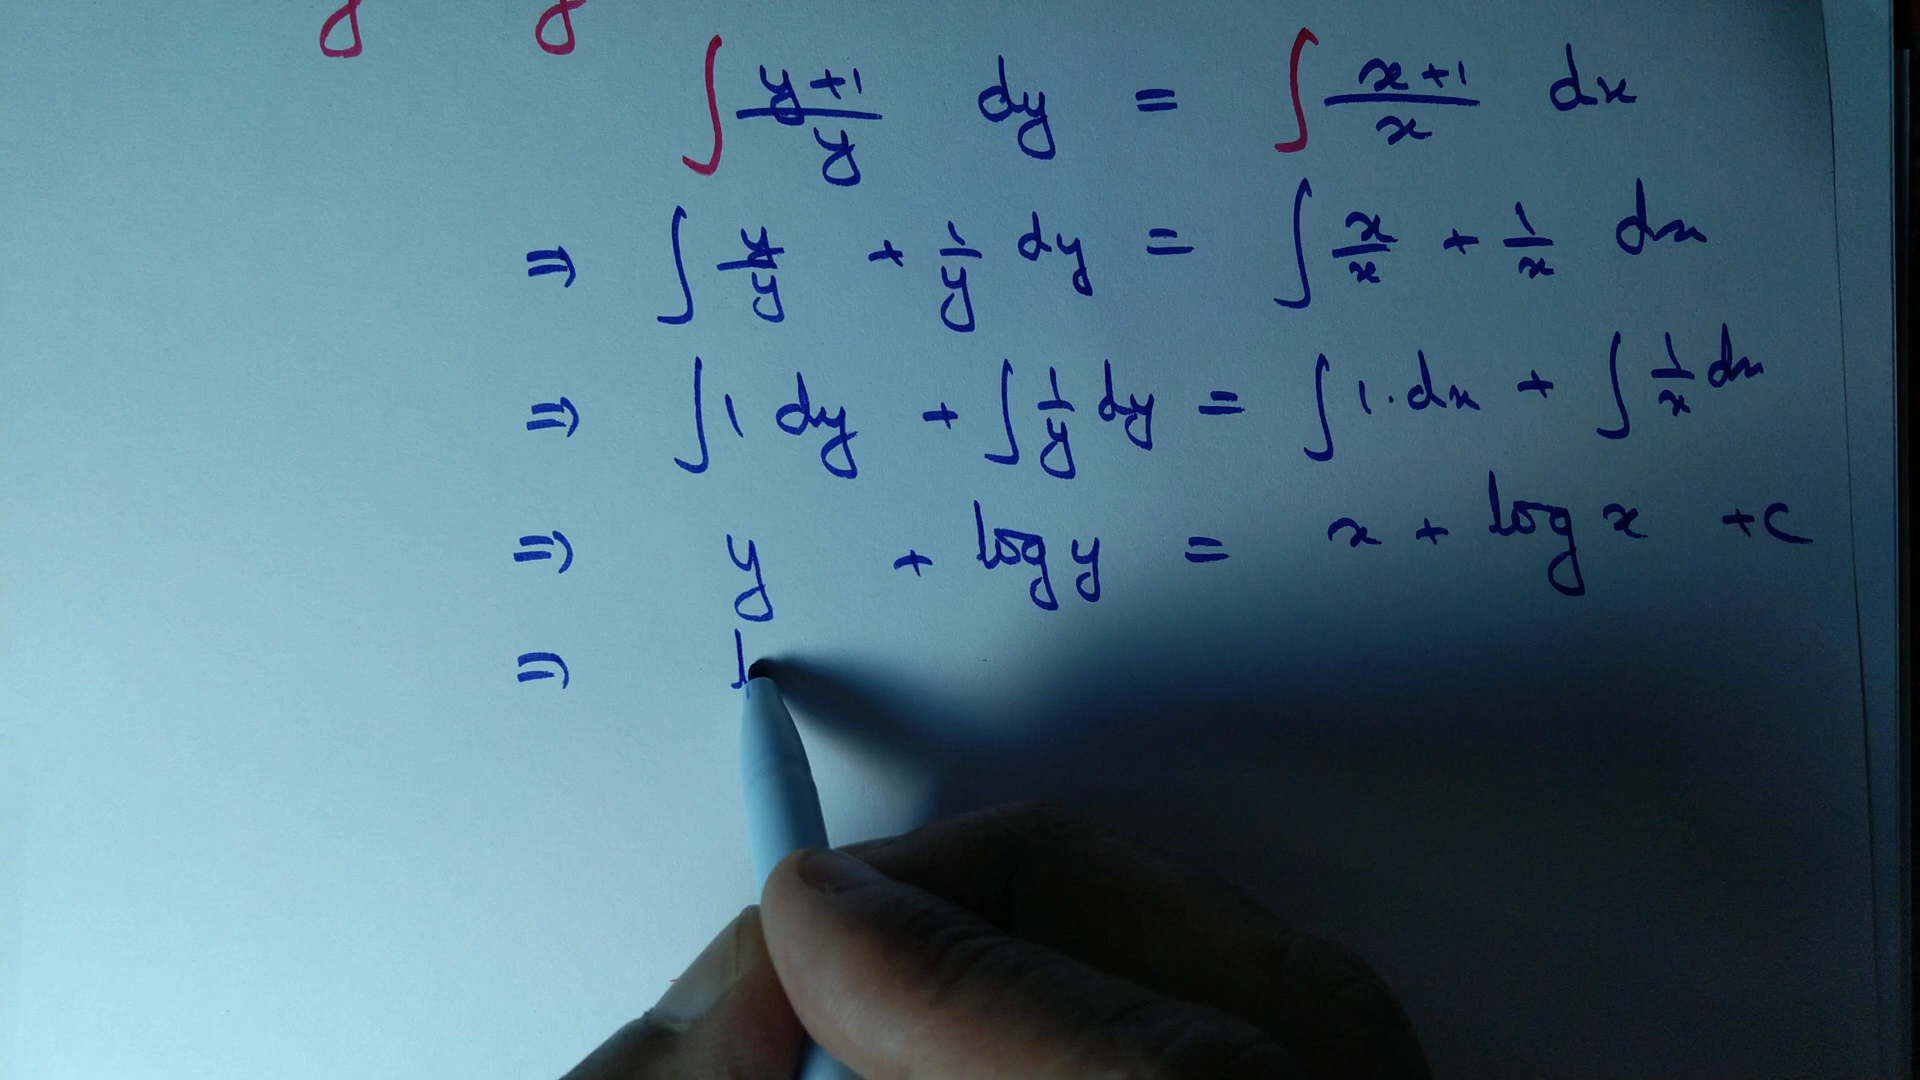 ∫ y+1/y dy = ∫ x+1/x dx
⇒ ∫ y/y + 1/y dy = ∫ x/x + 1/x dx
⇒ ∫ 1 dy + ∫ 1/y dy = ∫ 1. dx + ∫ 1/x dx
⇒ y + log y = x + log x + c
⇒ l